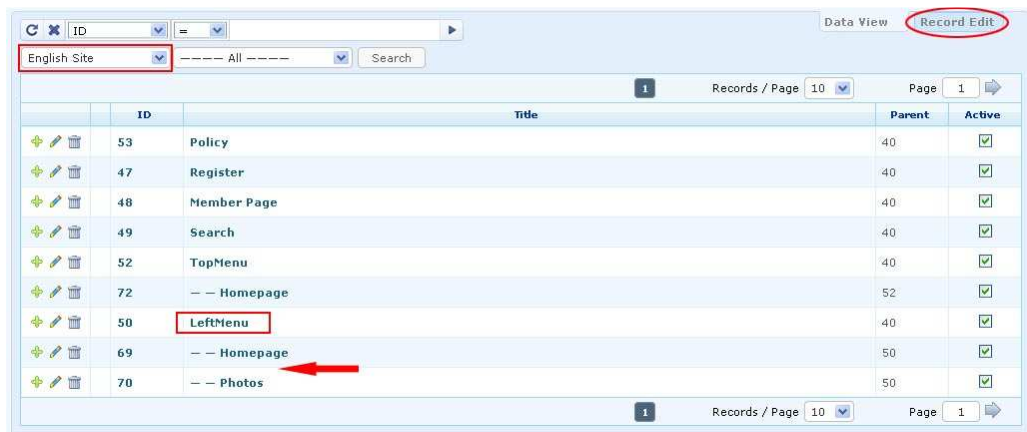 Data View Record Edit
ID =
English Site ———— All ———— Search
1 Records / Page 10 Page 1
ID Title Parent Active
53 Policy 40
47 Register 40
48 Member Page 40
49 Search 40
52 TopMenu 40
72 — — Homepage 52
50 LeftMenu 40
69 — — Homepage 50
70 — — Photos 50
1 Records / Page 10 Page 1